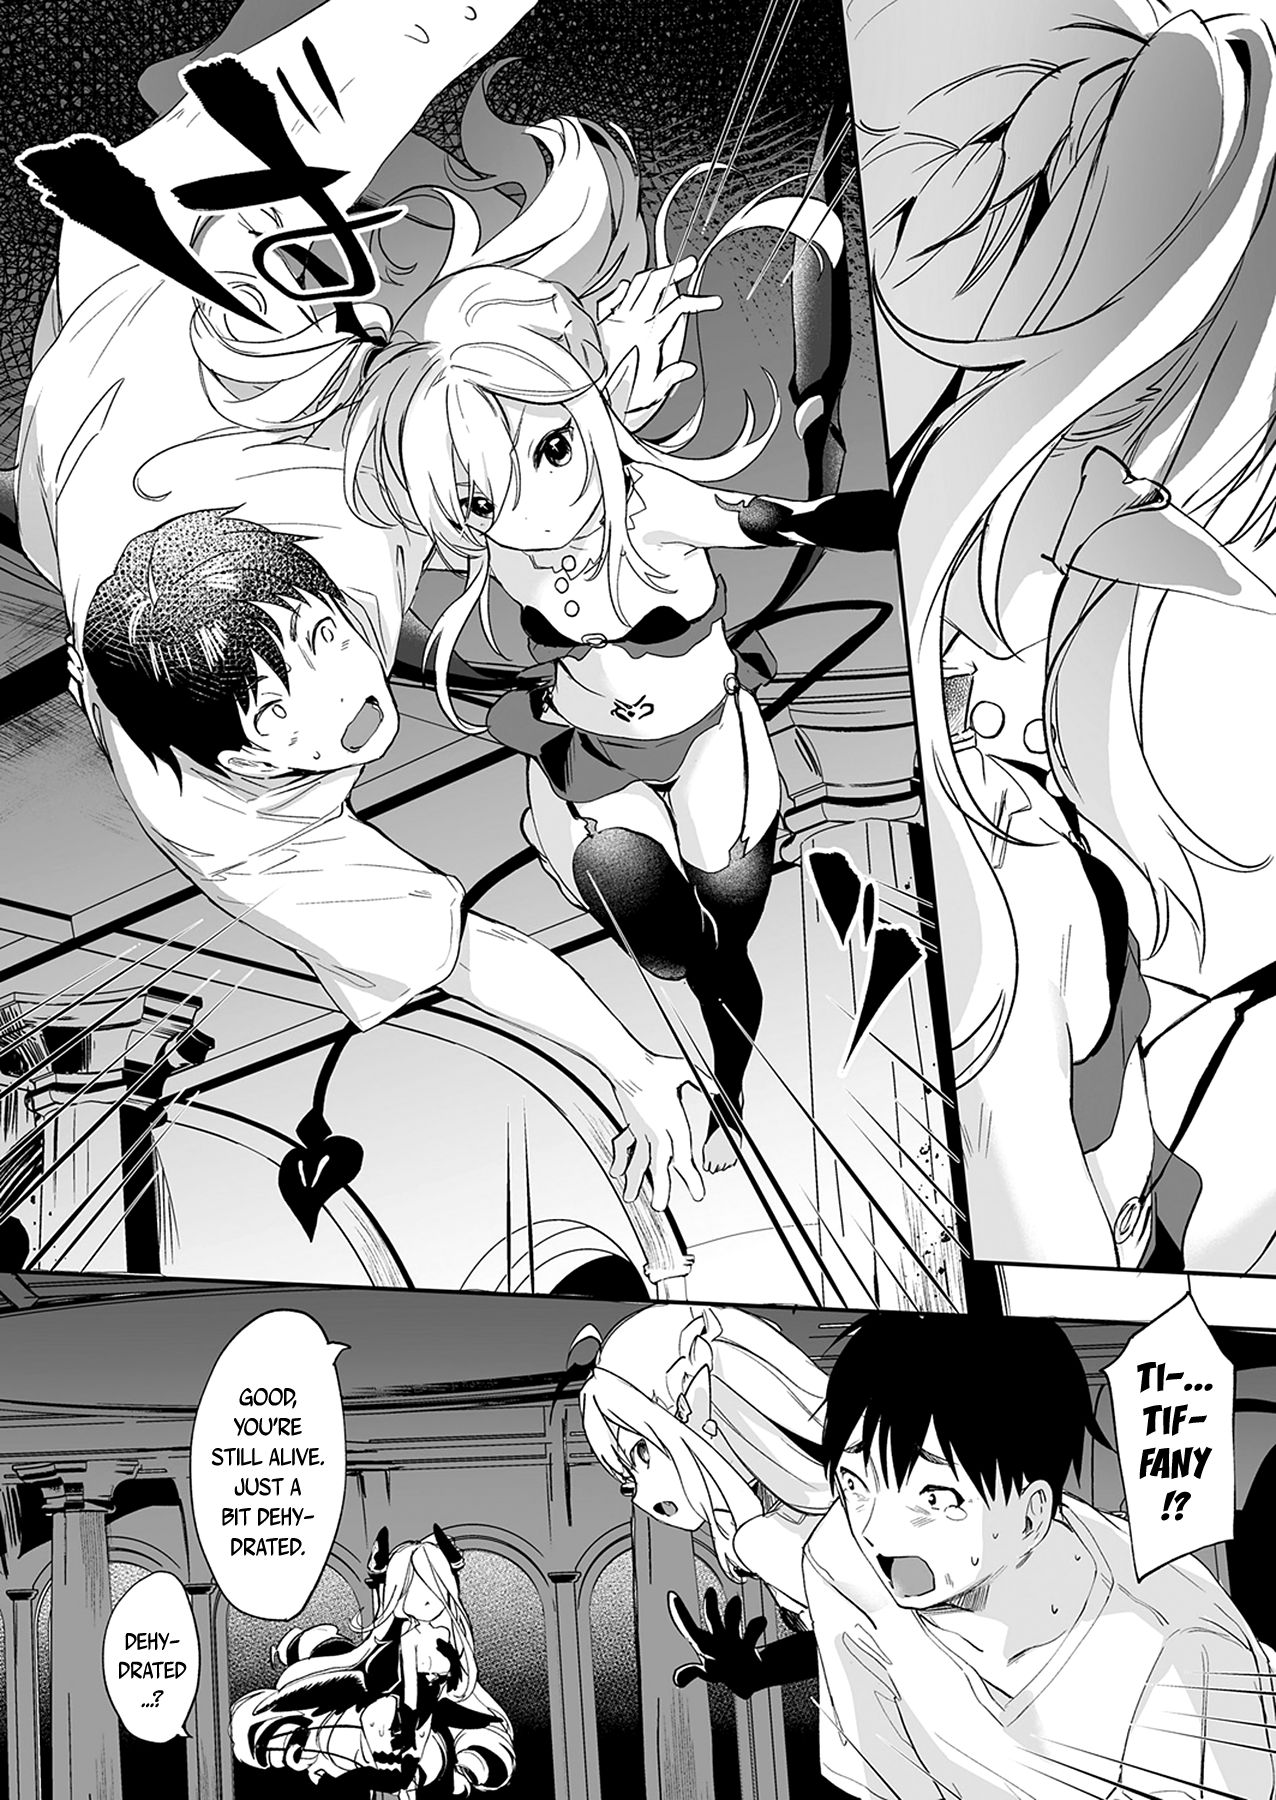 TI-...
TIF-
FANY
!?
GOOD,
YOU'RE
STILL ALIVE.
JUST A
BIT DEHY-
DRATED.
DEHY-
DRATED
...?